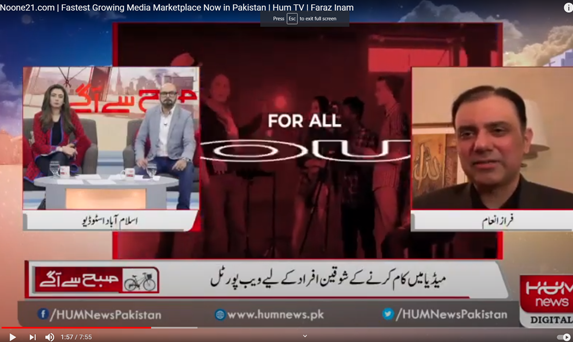 Noone21.com | Fastest Growing Media Marketplace Now in Pakistan | Hum TV | Faraz Inam
Press Esc to exit full screen
صبح سے آگے
FOR ALL
OU
اسلام آباد اسٹوڈیو
فراز انعام
صبح سے آگے
میڈیا میں کام کرنے کے شوقین افراد کے لیے ویب پورٹل
HUM
news
DIGITAL
/HUMNewsPakistan
www.humnews.pk
/HUMNewsPakistan
1:57 / 7:55